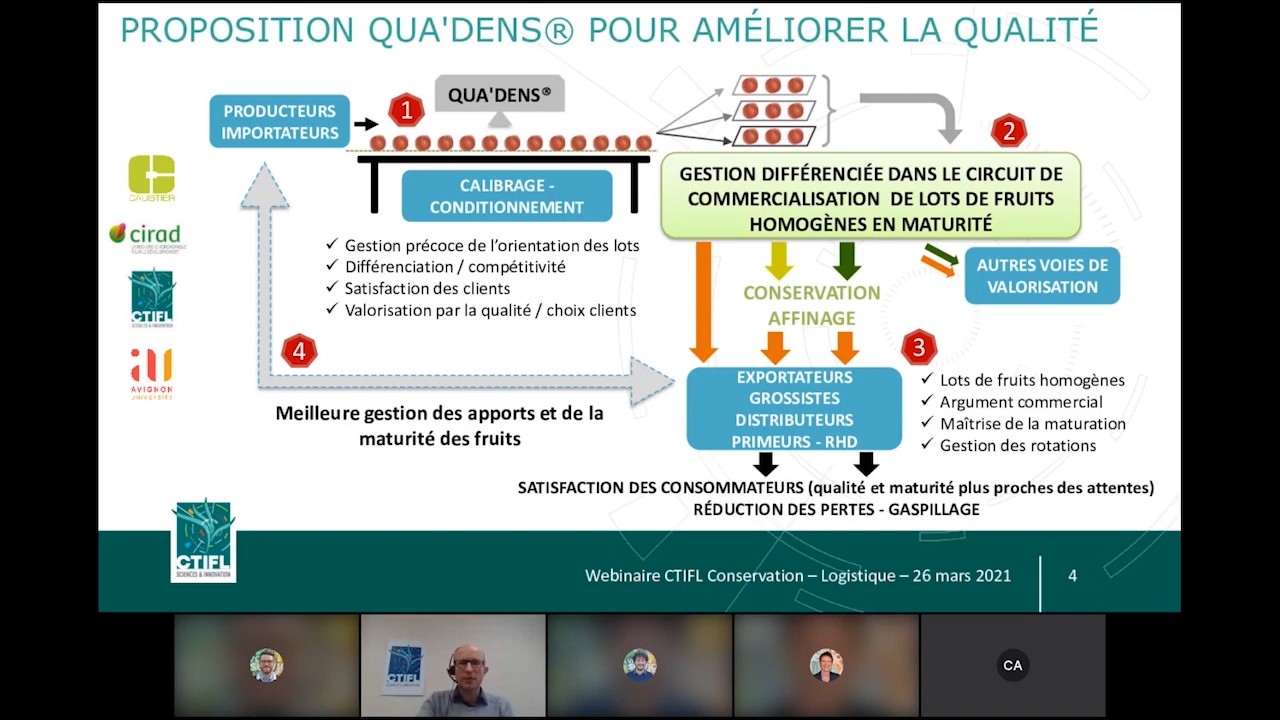 PROPOSITION QUA'DENS® POUR AMÉLIORER LA QUALITÉ
PRODUCTEURS
IMPORTATEURS
1
QUA'DENS®
CALIBRAGE -
CONDITIONNEMENT
2
GESTION DIFFÉRENCIÉE DANS LE CIRCUIT DE
COMMERCIALISATION DE LOTS DE FRUITS
HOMOGÈNES EN MATURITÉ
✓ Gestion précoce de l'orientation des lots
✓ Différenciation / compétitivité
✓ Satisfaction des clients
✓ Valorisation par la qualité / choix clients
AUTRES VOIES DE
VALORISATION
CONSERVATION
AFFINAGE
CAUSTIER
cirad
CTIFL
SCIENCES & INNOVATION
AVIGNON
UNIVERSITÉ
4
3
EXPORTATEURS
GROSSISTES
DISTRIBUTEURS
PRIMEURS - RHD
✓ Lots de fruits homogènes
✓ Argument commercial
✓ Maîtrise de la maturation
✓ Gestion des rotations
Meilleure gestion des apports et de la
maturité des fruits
SATISFACTION DES CONSOMMATEURS (qualité et maturité plus proches des attentes)
RÉDUCTION DES PERTES - GASPILLAGE
CTIFL
SCIENCES & INNOVATION
Webinaire CTIFL Conservation – Logistique – 26 mars 2021
4
CTIFL
CA